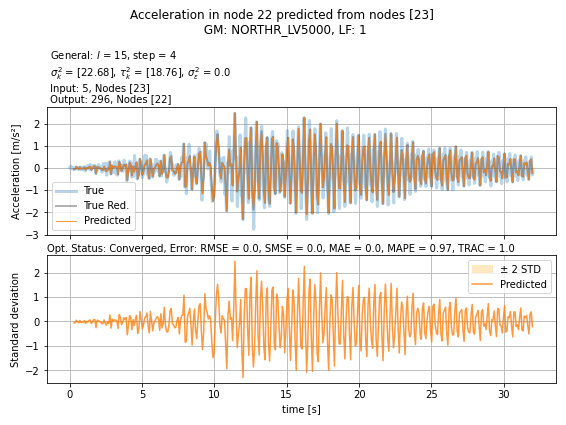 Acceleration in node 22 predicted from nodes [23]
GM: NORTHR_LV5000, LF: 1
General: l = 15, step = 4
σ²ₖ = [22.68], τ²ₖ = [18.76], σ²ε = 0.0
Input: 5, Nodes [23]
Output: 296, Nodes [22]
Acceleration [m/s²]
2
1
0
−1
−2
−3
True
True Red.
Predicted
Opt. Status: Converged, Error: RMSE = 0.0, SMSE = 0.0, MAE = 0.0, MAPE = 0.97, TRAC = 1.0
Standard deviation
2
1
0
−1
−2
± 2 STD
Predicted
0 5 10 15 20 25 30
time [s]